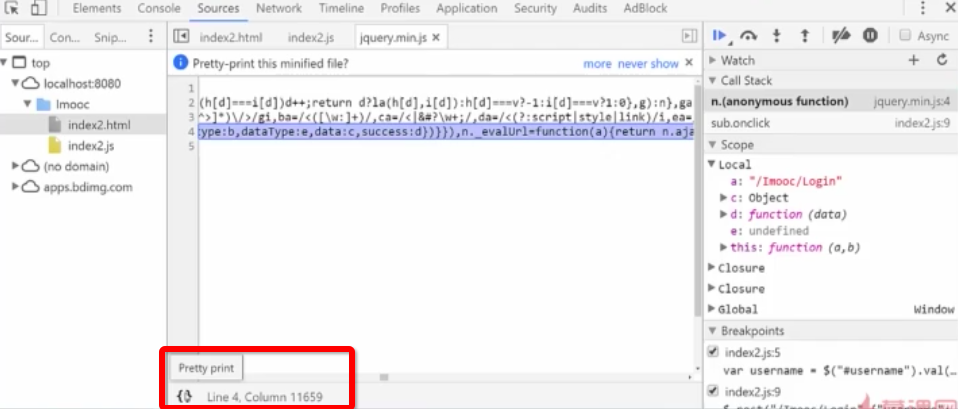 Elements Console Sources Network Timeline Profiles Application Security Audits AdBlock
Sour... Con... Snip...
index2.html index2.js jquery.min.js
Async
top
localhost:8080
Imooc
index2.html
index2.js
(no domain)
apps.bdimg.com
Pretty-print this minified file? more never show
1
2 (h[d]===i[d])d++;return d?la(h[d],i[d]):h[d]===v?-1:i[d]===v?1:0},g):n},ga
3 ^>]*)\/>/gi,ba=/<([\w:]+)/,ca=/<|&#?\w+;/,da=/<(?:script|style|link)/i,ea=
4 type:b,dataType:e,data:c,success:d})}}),n._evalUrl=function(a){return n.aja
5
Pretty print
{} Line 4, Column 11659
Watch
Call Stack
n.(anonymous function) jquery.min.js:4
sub.onclick index2.js:9
Scope
Local
a: "/Imooc/Login"
c: Object
d: function (data)
e: undefined
this: function (a,b)
Closure
Closure
Global Window
Breakpoints
index2.js:5
var username = $("#username").val(…
index2.js:9